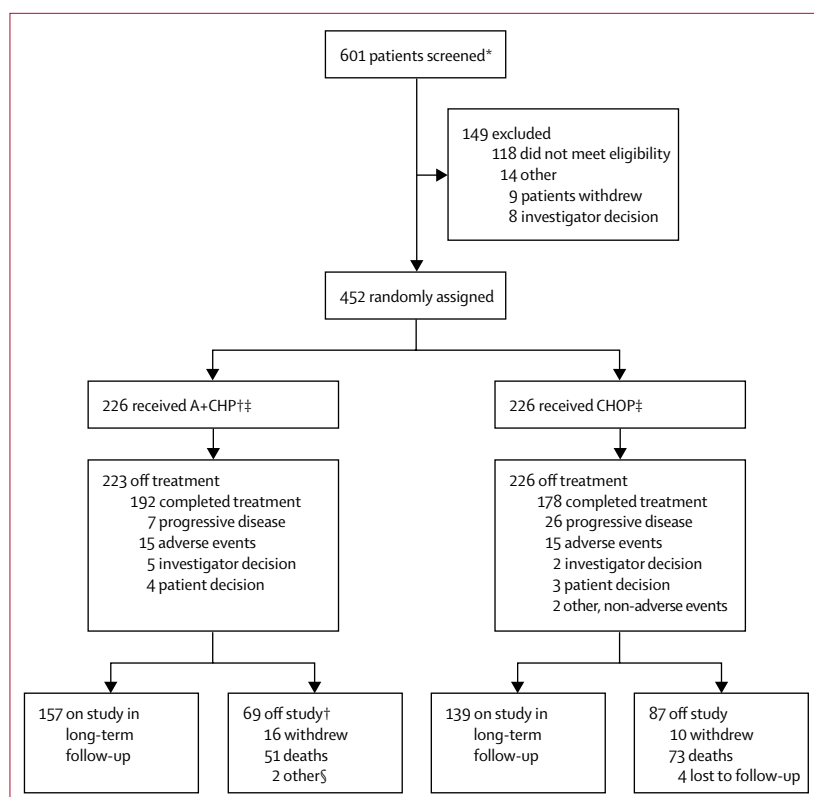 601 patients screened*
149 excluded
118 did not meet eligibility
14 other
9 patients withdrew
8 investigator decision
452 randomly assigned
226 received A+CHP†‡
226 received CHOP‡
223 off treatment
192 completed treatment
7 progressive disease
15 adverse events
5 investigator decision
4 patient decision
226 off treatment
178 completed treatment
26 progressive disease
15 adverse events
2 investigator decision
3 patient decision
2 other, non-adverse events
157 on study in
long-term
follow-up
69 off study†
16 withdrew
51 deaths
2 other§
139 on study in
long-term
follow-up
87 off study
10 withdrew
73 deaths
4 lost to follow-up